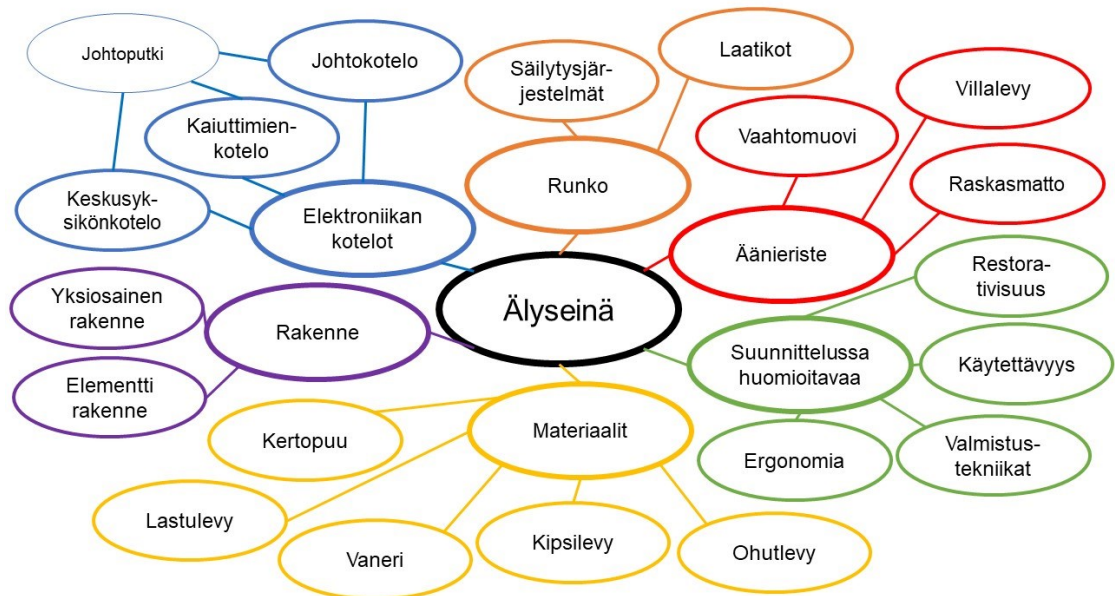 Johtoputki
Johtokotelo
Kaiuttimien-
kotelo
Keskusyk-
sikönkotelo
Elektroniikan
kotelot
Säilytysjär-
jestelmät
Laatikot
Runko
Vaahtomuovi
Villalevy
Raskasmatto
Äänieriste
Älyseinä
Yksiosainen
rakenne
Rakenne
Elementti
rakenne
Restora-
tivisuus
Suunnittelussa
huomioitavaa
Käytettävyys
Ergonomia
Valmistus-
tekniikat
Materiaalit
Kertopuu
Lastulevy
Vaneri
Kipsilevy
Ohutlevy